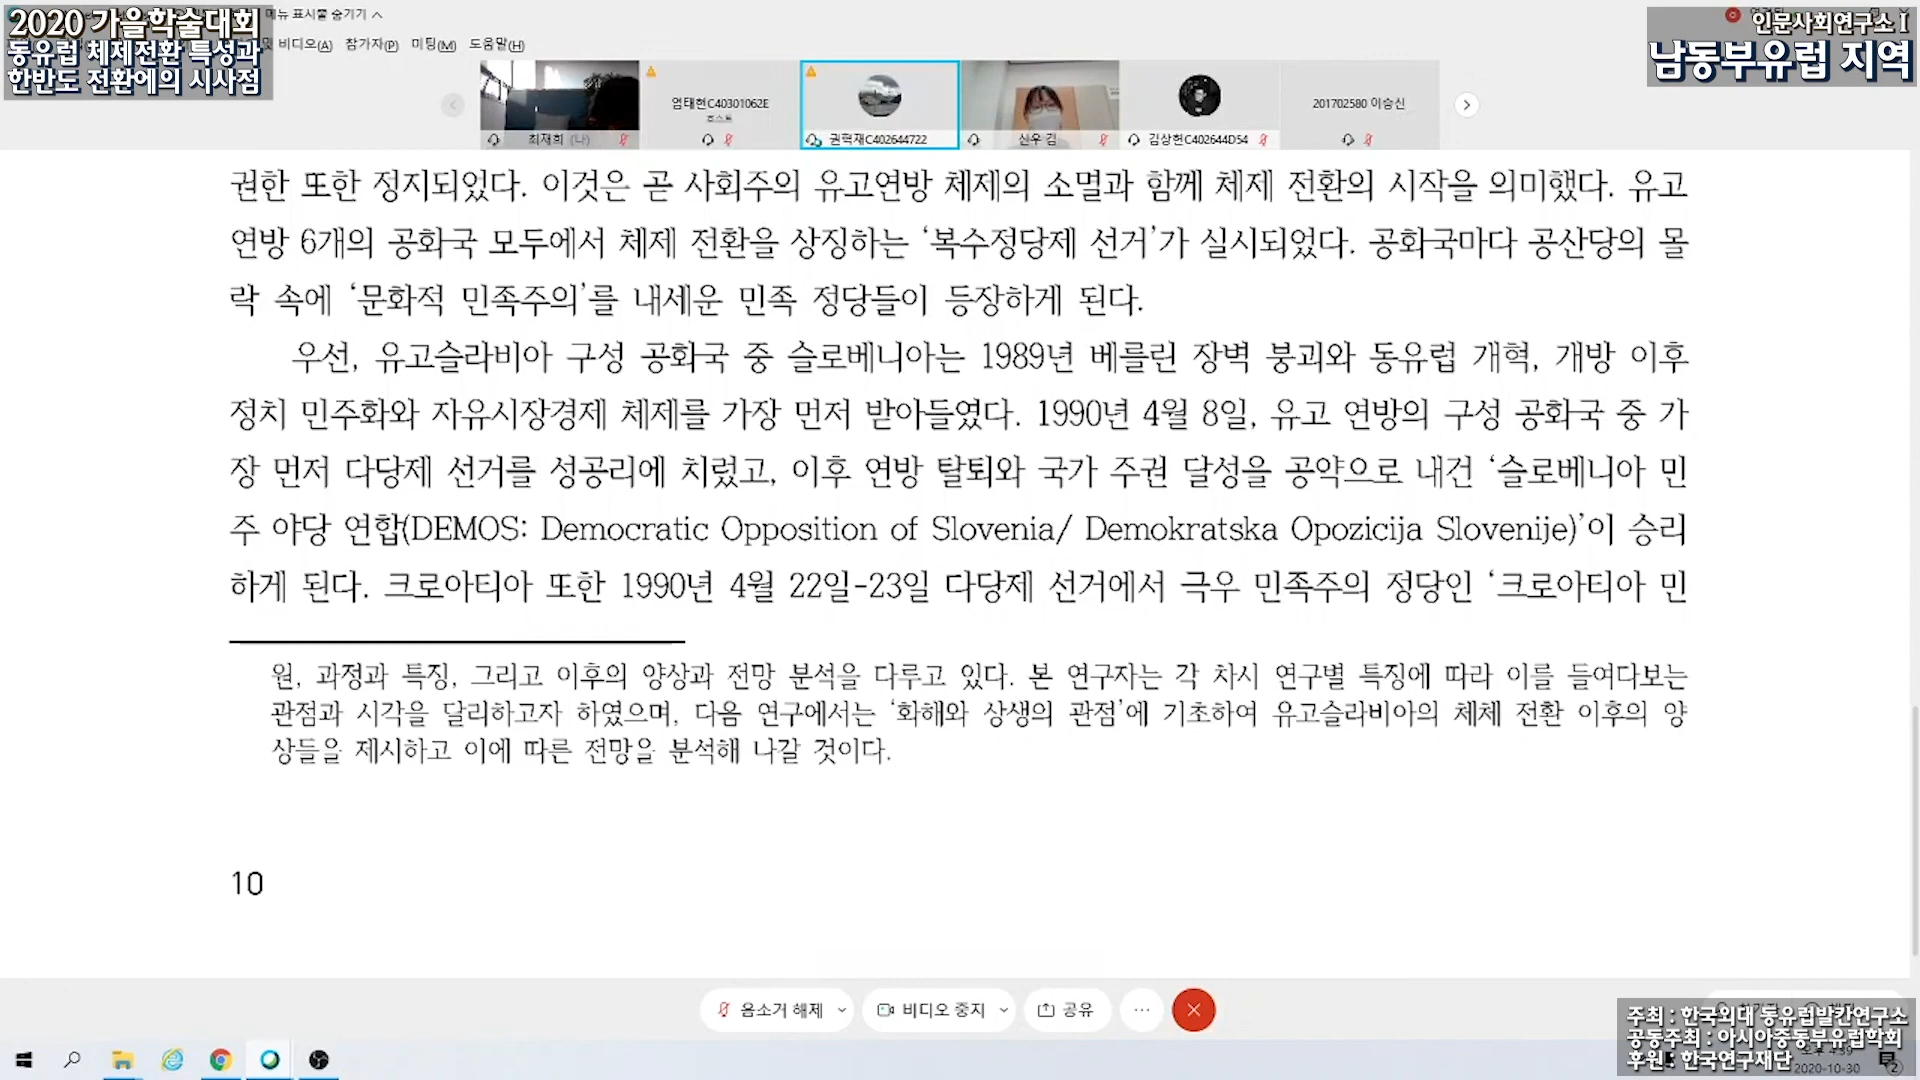 2020 가을학술대회
동유럽 체제전환 특성과
한반도 전환에의 시사점
메뉴 표시줄 숨기기
인문사회연구소 I
남동부유럽 지역
및 비디오(A) 참가자(P) 미팅(M) 도움말(H)
엄태현C40301062E
호스트
201702580 이승신
최재희 (나)
권혁재C402644722
신우 김
김상헌C402644D54
권한 또한 정지되었다. 이것은 곧 사회주의 유고연방 체제의 소멸과 함께 체제 전환의 시작을 의미했다. 유고
연방 6개의 공화국 모두에서 체제 전환을 상징하는 ‘복수정당제 선거’가 실시되었다. 공화국마다 공산당의 몰
락 속에 ‘문화적 민족주의’를 내세운 민족 정당들이 등장하게 된다.
우선, 유고슬라비아 구성 공화국 중 슬로베니아는 1989년 베를린 장벽 붕괴와 동유럽 개혁, 개방 이후
정치 민주화와 자유시장경제 체제를 가장 먼저 받아들였다. 1990년 4월 8일, 유고 연방의 구성 공화국 중 가
장 먼저 다당제 선거를 성공리에 치렀고, 이후 연방 탈퇴와 국가 주권 달성을 공약으로 내건 ‘슬로베니아 민
주 야당 연합(DEMOS: Democratic Opposition of Slovenia/ Demokratska Opozicija Slovenije)’이 승리
하게 된다. 크로아티아 또한 1990년 4월 22일-23일 다당제 선거에서 극우 민족주의 정당인 ‘크로아티아 민
원, 과정과 특징, 그리고 이후의 양상과 전망 분석을 다루고 있다. 본 연구자는 각 차시 연구별 특징에 따라 이를 들여다보는
관점과 시각을 달리하고자 하였으며, 다음 연구에서는 ‘화해와 상생의 관점’에 기초하여 유고슬라비아의 체체 전환 이후의 양
상들을 제시하고 이에 따른 전망을 분석해 나갈 것이다.
10
음소거 해제
비디오 중지
공유
주최 : 한국외대 동유럽발칸연구소
공동주최 : 아시아중동부유럽학회
후원 : 한국연구재단
오후 4:39
2020-10-30
2